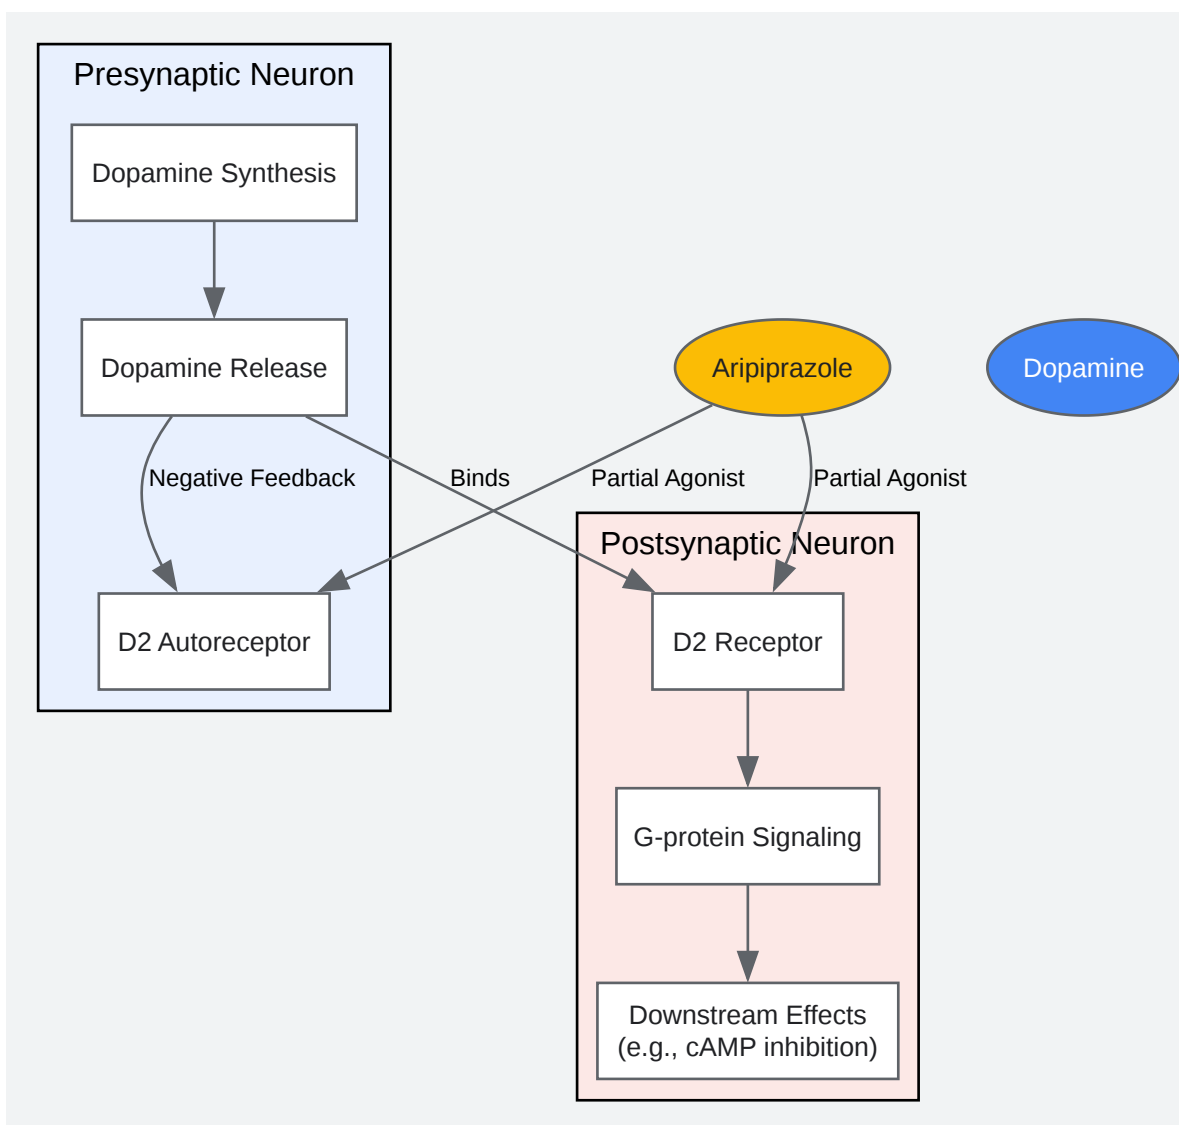 Presynaptic Neuron
Dopamine Synthesis
Dopamine Release
Aripiprazole
Dopamine
Negative Feedback
Binds
Partial Agonist
Partial Agonist
Postsynaptic Neuron
D2 Autoreceptor
D2 Receptor
G-protein Signaling
Downstream Effects
(e.g., cAMP inhibition)